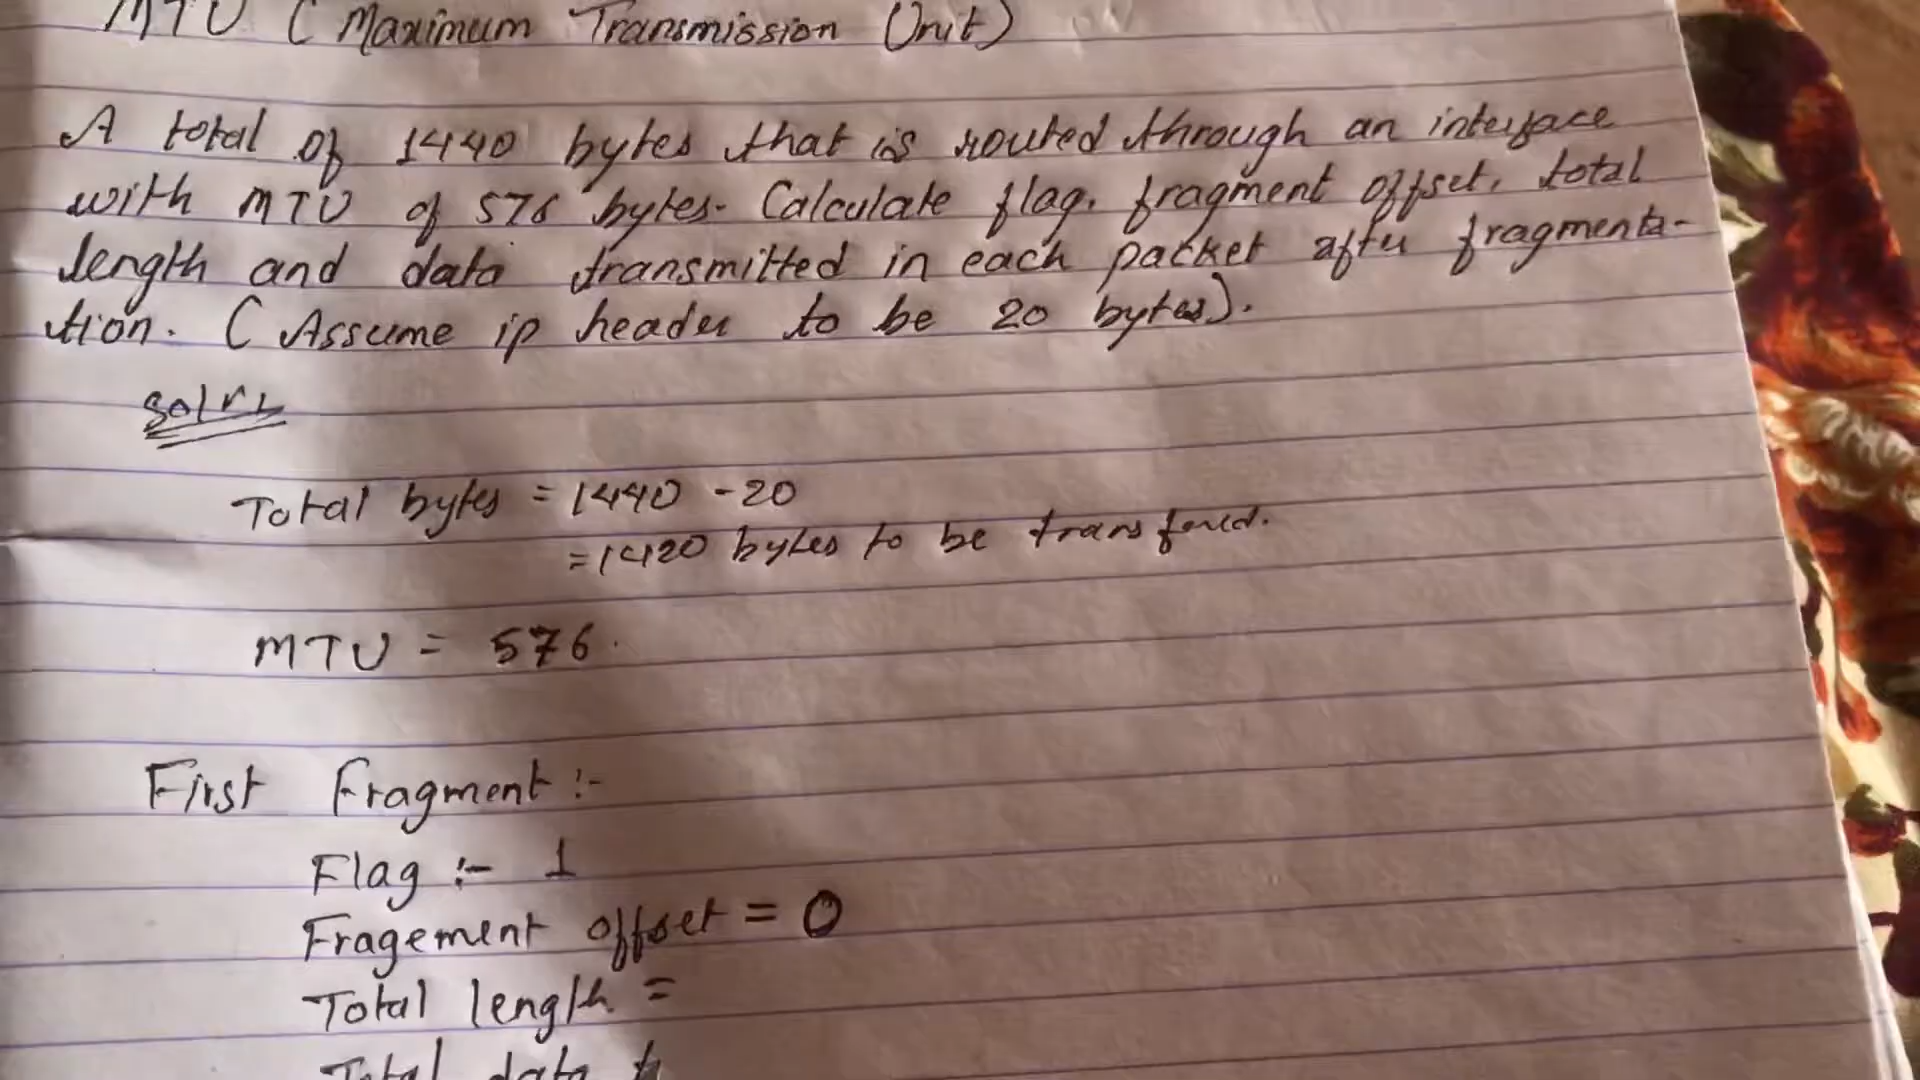 MTU ( Maximum Transmission Unit)
A total of 1440 bytes that is routed through an interface
with MTU of 576 bytes. Calculate flag, fragment offset, total
length and data transmitted in each packet after fragmenta-
tion. ( Assume ip header to be 20 bytes).
Soln:
Total bytes = 1440 - 20
= 1420 bytes to be transfered.
MTU = 576.
First Fragment :-
Flag :- 1
Fragement offset = 0
Total length =
Total data